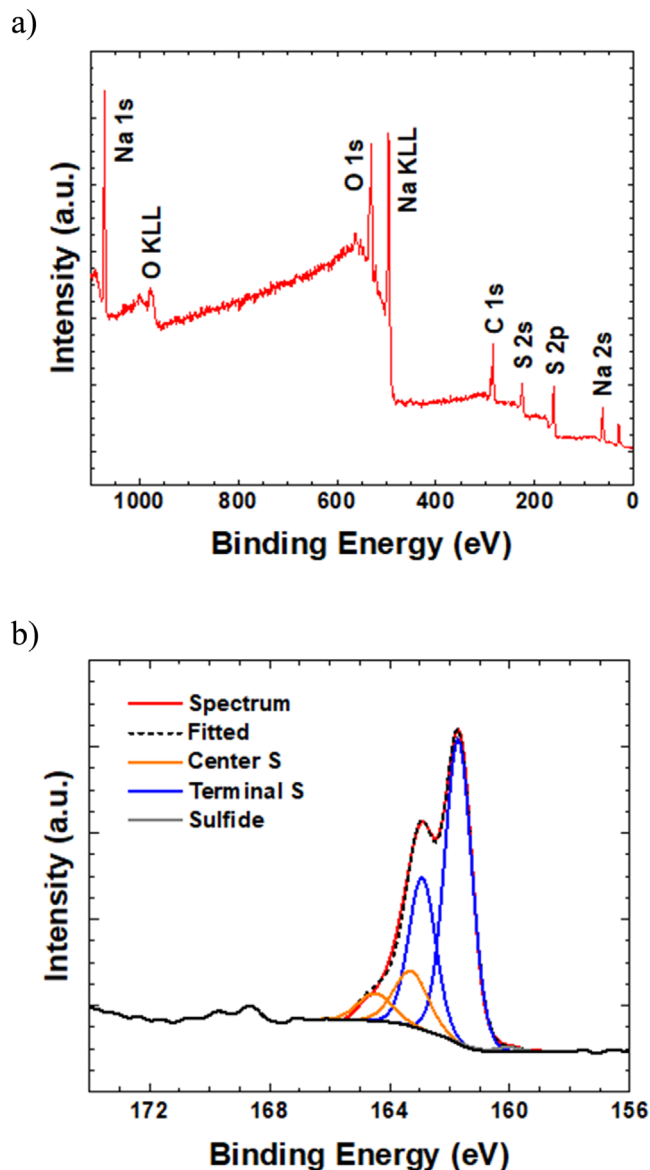 a)
Intensity (a.u.)
Na 1s
O KLL
O 1s
Na KLL
C 1s
S 2s
S 2p
Na 2s
1000 800 600 400 200 0
Binding Energy (eV)
b)
Intensity (a.u.)
Spectrum
Fitted
Center S
Terminal S
Sulfide
172 168 164 160 156
Binding Energy (eV)